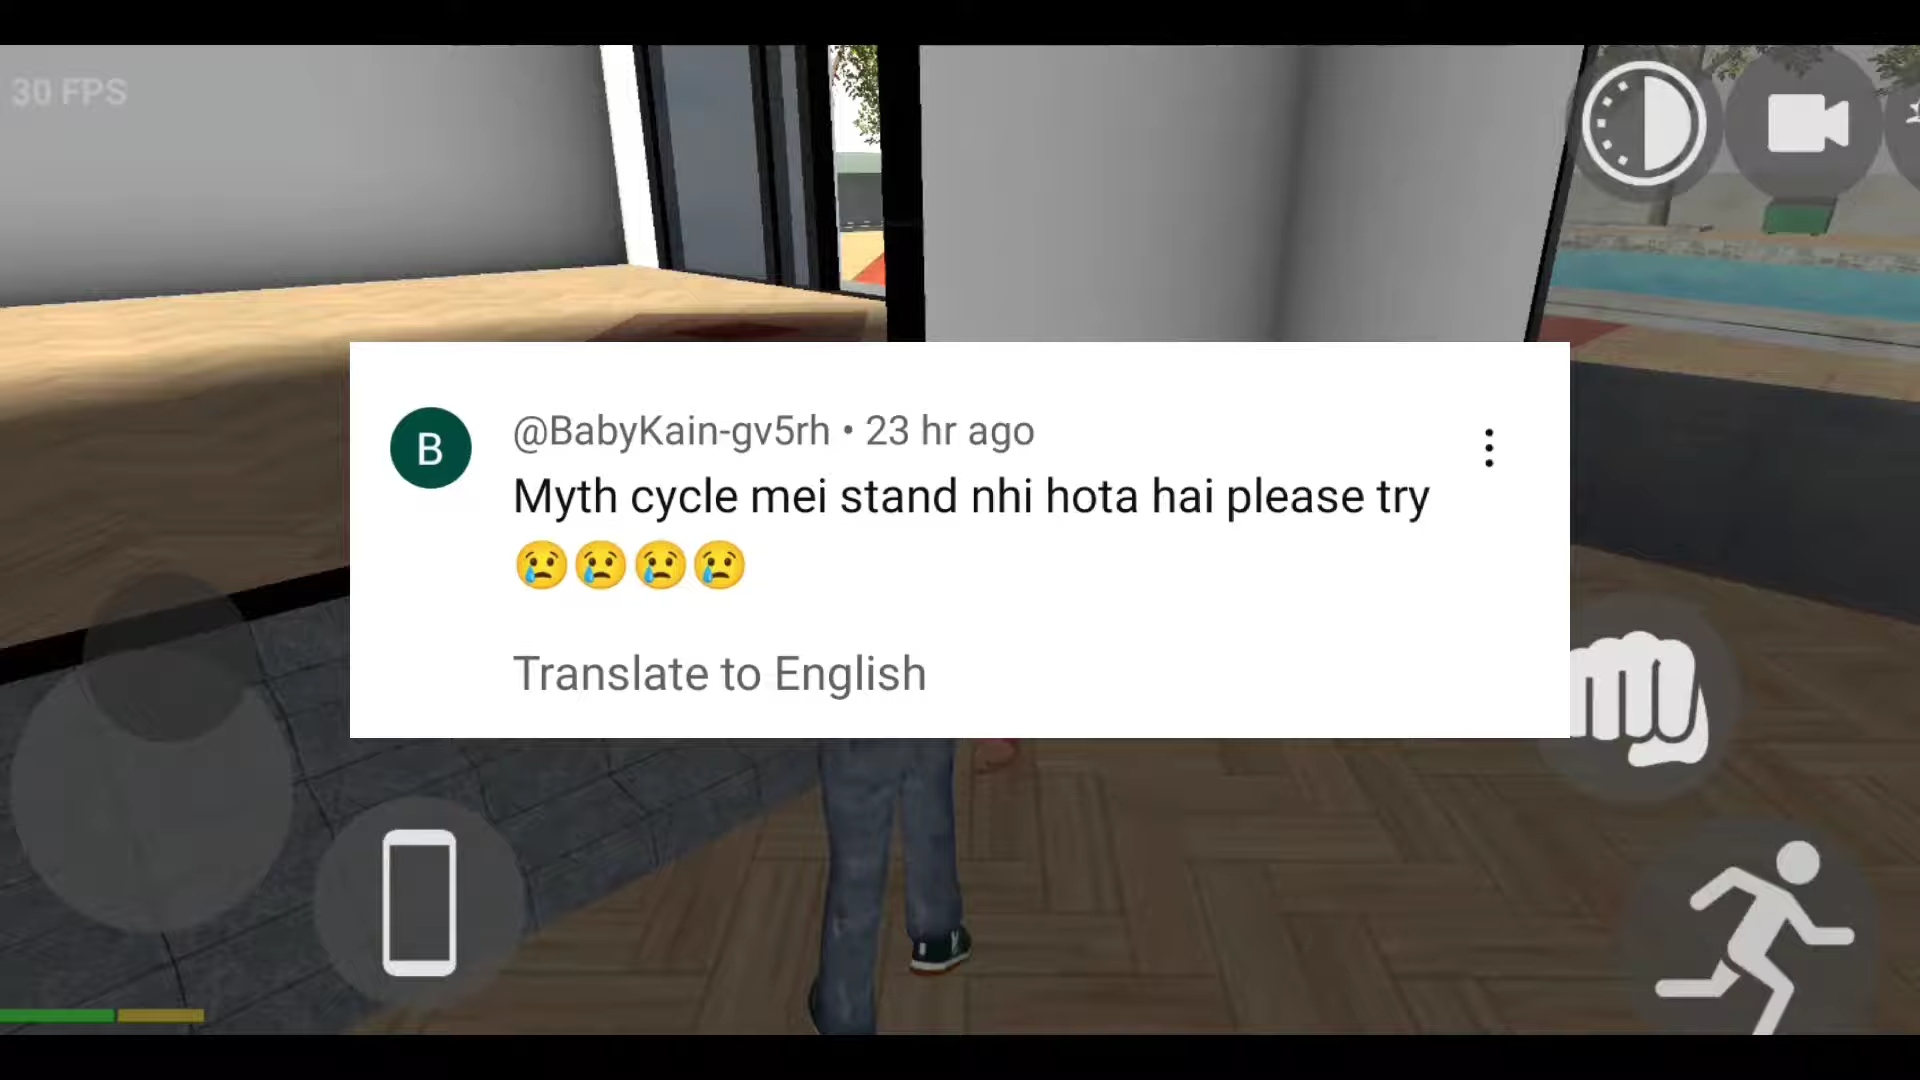 30 FPS
B
@BabyKain-gv5rh • 23 hr ago
Myth cycle mei stand nhi hota hai please try
😢😢😢😢
Translate to English